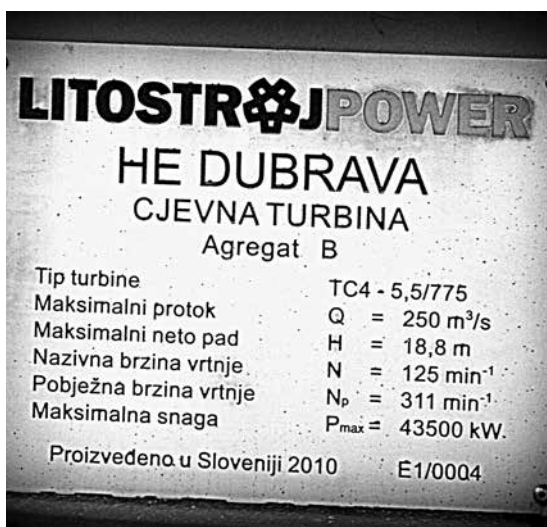 LITOSTROJPOWER
HE DUBRAVA
CJEVNA TURBINA
Agregat B
Tip turbine TC4 - 5,5/775
Maksimalni protok Q = 250 m³/s
Maksimalni neto pad H = 18,8 m
Nazivna brzina vrtnje N = 125 min⁻¹
Pobježna brzina vrtnje Nₚ = 311 min⁻¹
Maksimalna snaga Pmax = 43500 kW.
Proizvedeno u Sloveniji 2010 E1/0004